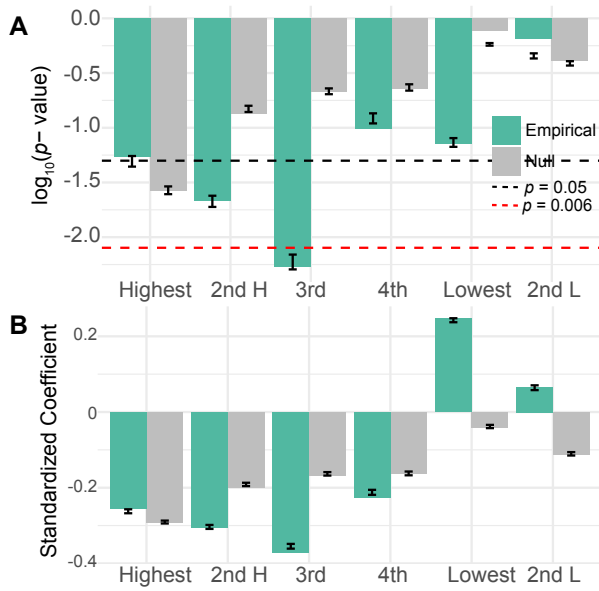 A
log₁₀(p− value)
0.0
-0.5
-1.0
-1.5
-2.0
Empirical
Null
p = 0.05
p = 0.006
Highest 2nd H 3rd 4th Lowest 2nd L
B
Standardized Coefficient
0.2
0
-0.2
-0.4
Highest 2nd H 3rd 4th Lowest 2nd L